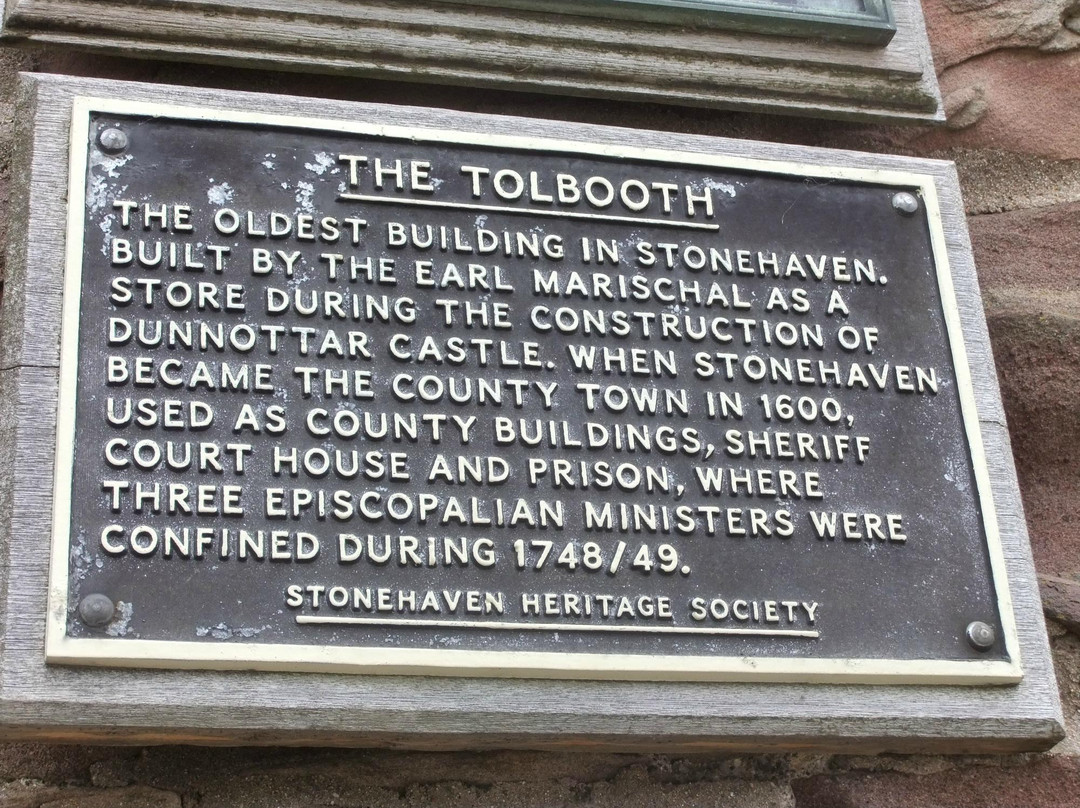 THE TOLBOOTH
THE OLDEST BUILDING IN STONEHAVEN.
BUILT BY THE EARL MARISCHAL AS A
STORE DURING THE CONSTRUCTION OF
DUNNOTTAR CASTLE. WHEN STONEHAVEN
BECAME THE COUNTY TOWN IN 1600,
USED AS COUNTY BUILDINGS, SHERIFF
COURT HOUSE AND PRISON, WHERE
THREE EPISCOPALIAN MINISTERS WERE
CONFINED DURING 1748/49.
STONEHAVEN HERITAGE SOCIETY